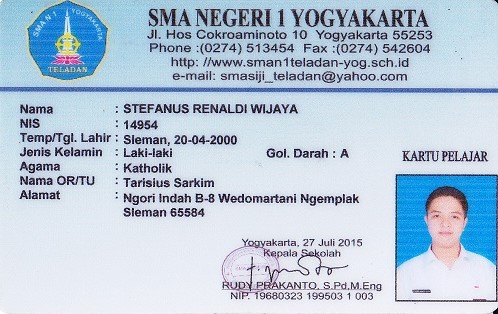 SMA NEGERI 1 YOGYAKARTA
Jl. Hos Cokroaminoto 10 Yogyakarta 55253
Phone :(0274) 513454 Fax :(0274) 542604
http: //www.sman1teladan-yog.sch.id
e-mail: smasiji_teladan@yahoo.com
SMAN 1 YOGYAKARTA
TELADAN
Nama : STEFANUS RENALDI WIJAYA
NIS : 14954
Temp/Tgl. Lahir : Sleman, 20-04-2000
Jenis Kelamin : Laki-laki Gol. Darah : A
Agama : Katholik
Nama OR/TU : Tarisius Sarkim
Alamat : Ngori Indah B-8 Wedomartani Ngemplak
Sleman 65584
KARTU PELAJAR
Yogyakarta, 27 Juli 2015
Kepala Sekolah
RUDY PRAKANTO, S.Pd,M.Eng
NIP. 19680323 199503 1 003